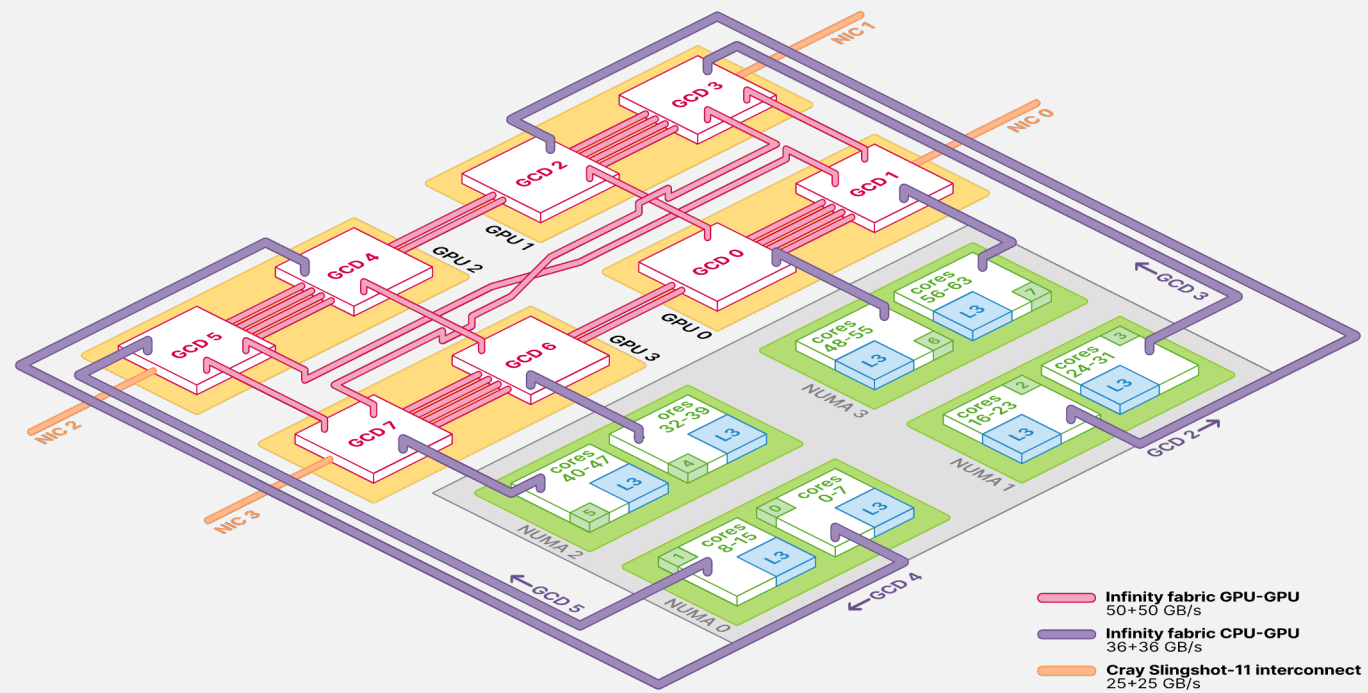 NIC 1
GCD 3
NIC 0
GCD 2
GCD 1
GPU 1
GCD 4
GPU 2
GCD 0
cores
56-63
7
L3
GCD 3
GPU 0
cores
48-55
6
L3
GCD 5
GPU 3
GCD 6
NUMA 3
3
cores
24-31
L3
2
cores
16-23
L3
NIC 2
GCD 7
ores
32-39
L3
4
GCD 2
NUMA 1
cores
40-47
L3
5
NIC 3
NUMA 2
0
cores
0-7
L3
1
cores
8-15
L3
GCD 5
GCD 4
NUMA 0
Infinity fabric GPU-GPU
50+50 GB/s
Infinity fabric CPU-GPU
36+36 GB/s
Cray Slingshot-11 interconnect
25+25 GB/s